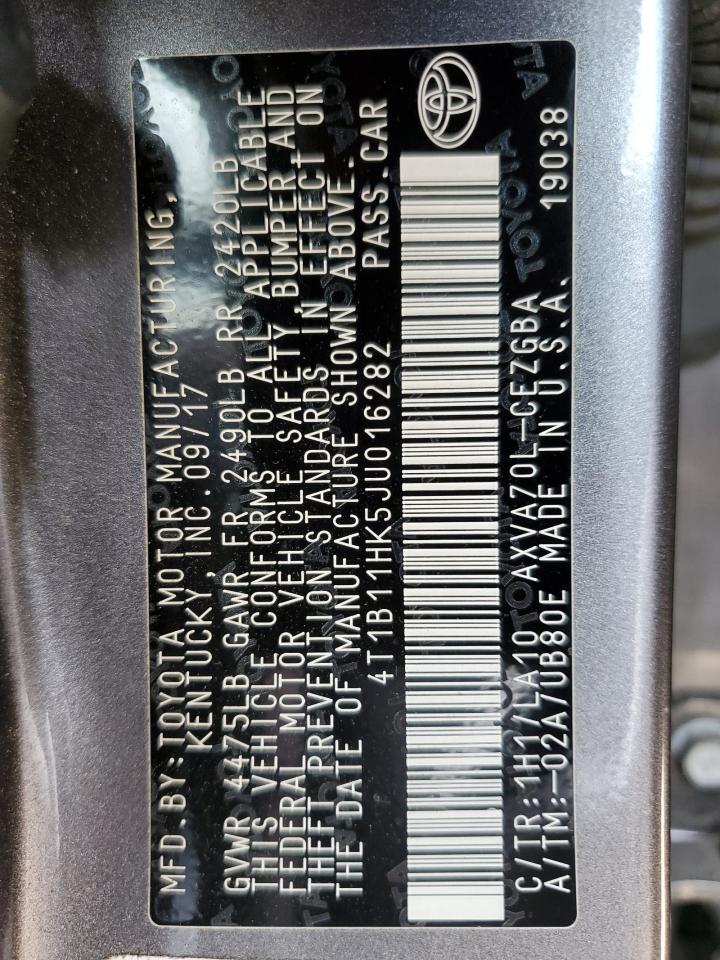 MFD.BY:TOYOTA MOTOR MANUFACTURING,
KENTUCKY, INC. 09/17
GVWR 4475LB GAWR FR 2490LB RR 2420LB
THIS VEHICLE CONFORMS TO ALL APPLICABLE
FEDERAL MOTOR VEHICLE SAFETY, BUMPER AND
THEFT PREVENTION STANDARDS IN EFFECT ON
THE DATE OF MANUFACTURE SHOWN ABOVE.
4T1B11HK5JU016282 PASS.CAR
C/TR:1H1/LA10 AXVA70L-CEZGBA
A/TM:-02A/UB80E MADE IN U.S.A. 19038